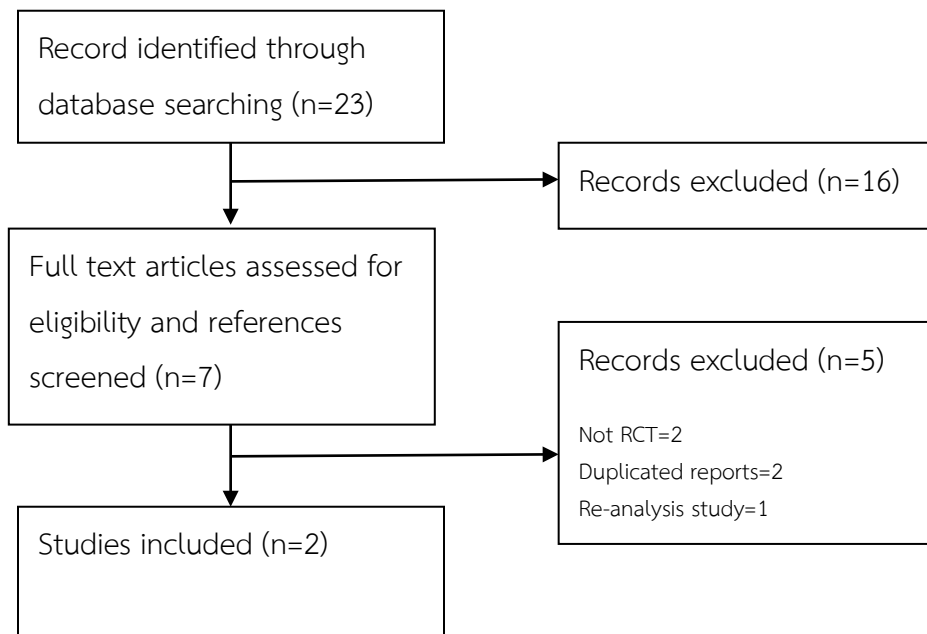 Record identified through
database searching (n=23)
Records excluded (n=16)
Full text articles assessed for
eligibility and references
screened (n=7)
Records excluded (n=5)
Not RCT=2
Duplicated reports=2
Re-analysis study=1
Studies included (n=2)